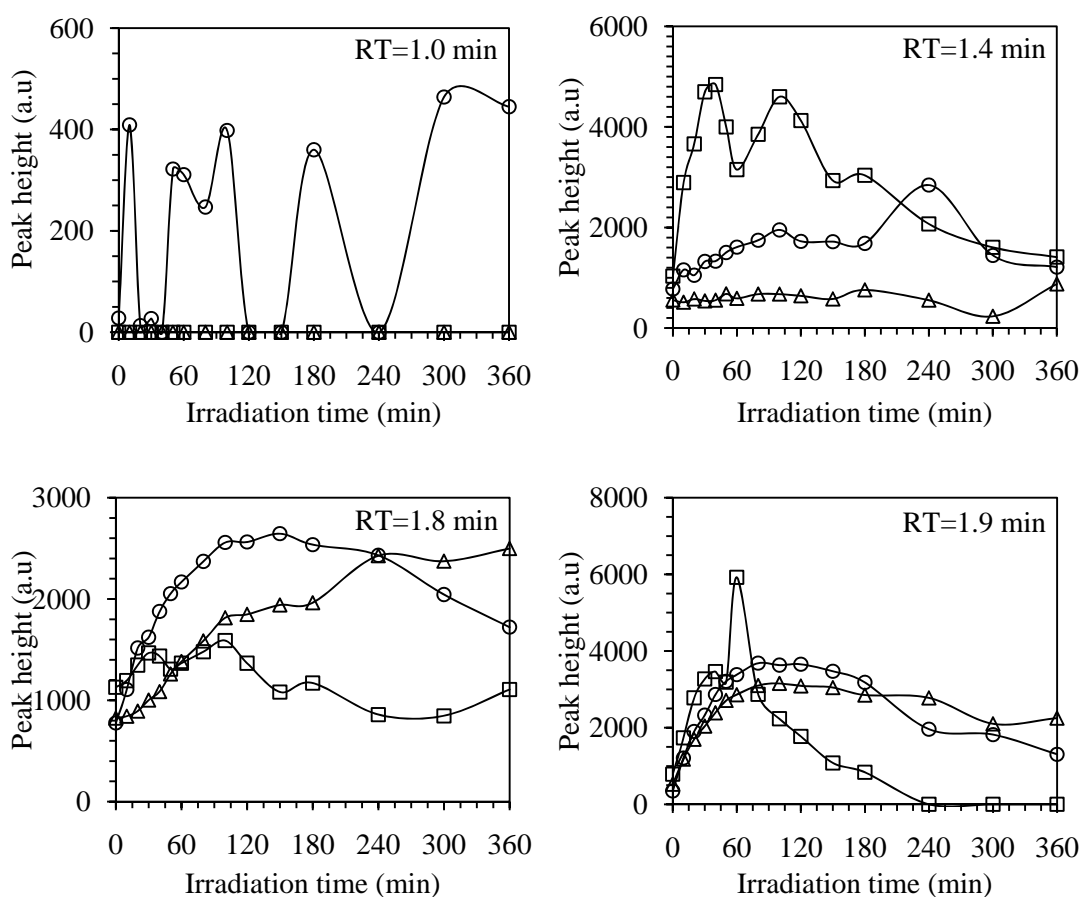 RT=1.0 min
Peak height (a.u)
600
400
200
0
0 60 120 180 240 300 360
Irradiation time (min)
RT=1.4 min
Peak height (a.u)
6000
4000
2000
0
0 60 120 180 240 300 360
Irradiation time (min)
RT=1.8 min
Peak height (a.u)
3000
2000
1000
0
0 60 120 180 240 300 360
Irradiation time (min)
RT=1.9 min
Peak height (a.u)
8000
6000
4000
2000
0
0 60 120 180 240 300 360
Irradiation time (min)